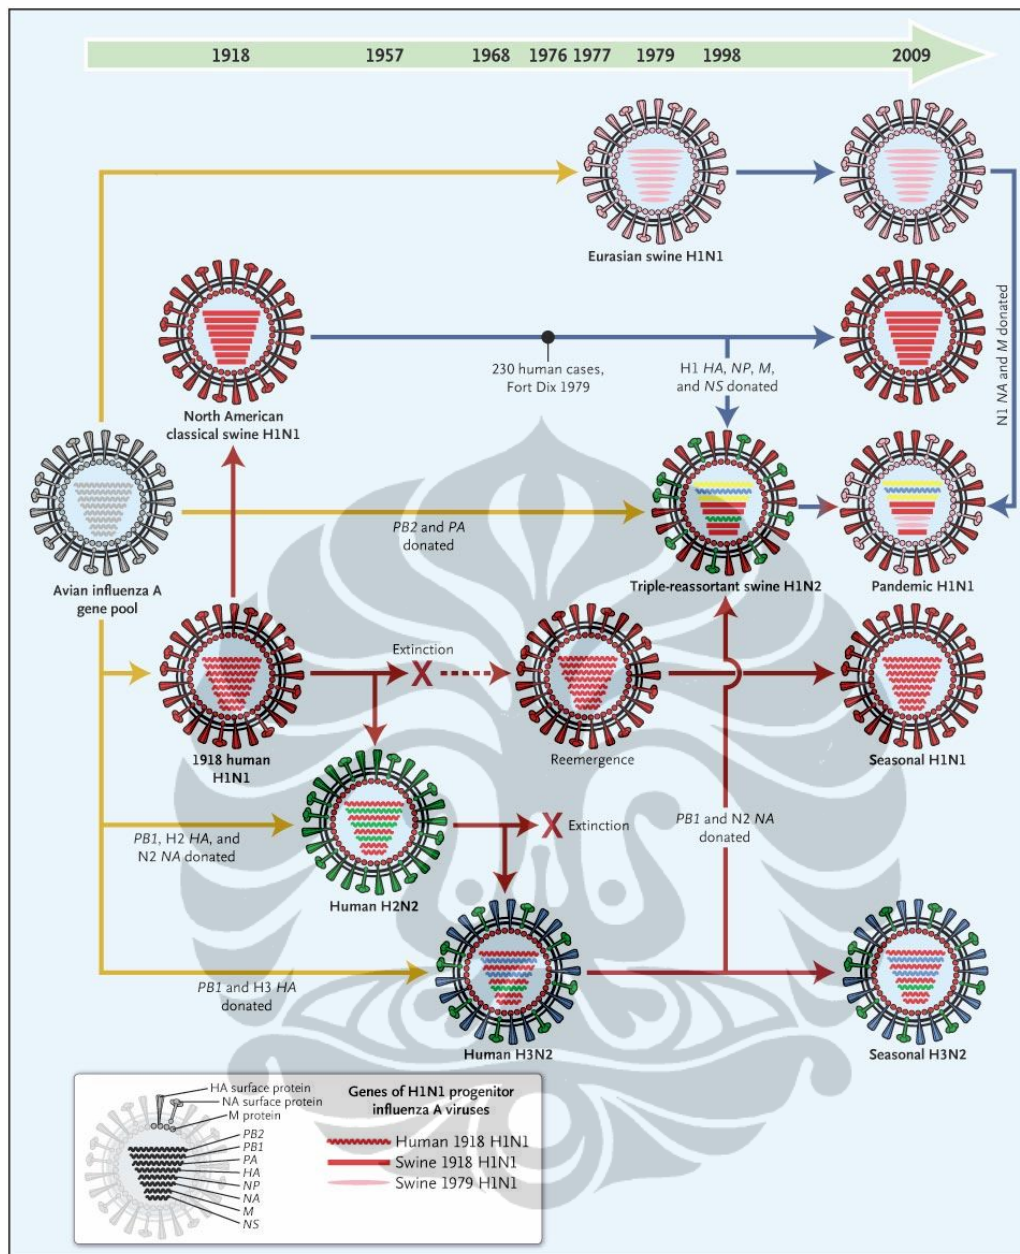 1918 1957 1968 1976 1977 1979 1998 2009
Eurasian swine H1N1
N1 NA and M donated
230 human cases,
Fort Dix 1979
H1 HA, NP, M,
and NS donated
North American
classical swine H1N1
PB2 and PA
donated
Avian influenza A
gene pool
Triple-reassortant swine H1N2
Pandemic H1N1
Extinction
X
1918 human
H1N1
Reemergence
Seasonal H1N1
PB1, H2 HA, and
N2 NA donated
X Extinction
PB1 and N2 NA
donated
Human H2N2
PB1 and H3 HA
donated
Human H3N2
Seasonal H3N2
HA surface protein
NA surface protein
M protein
PB2
PB1
PA
HA
NP
NA
M
NS
Genes of H1N1 progenitor
influenza A viruses
Human 1918 H1N1
Swine 1918 H1N1
Swine 1979 H1N1